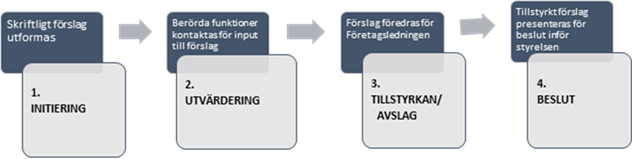 Skriftligt förslag
utformas
1.
INITIERING
Berörda funktioner
kontaktas för input
till förslag
2.
UTVÄRDERING
Förslag föredras för
Företagsledningen
3.
TILLSTYRKAN/
AVSLAG
Tillstyrkt förslag
presenteras för
beslut inför
styrelsen
4.
BESLUT